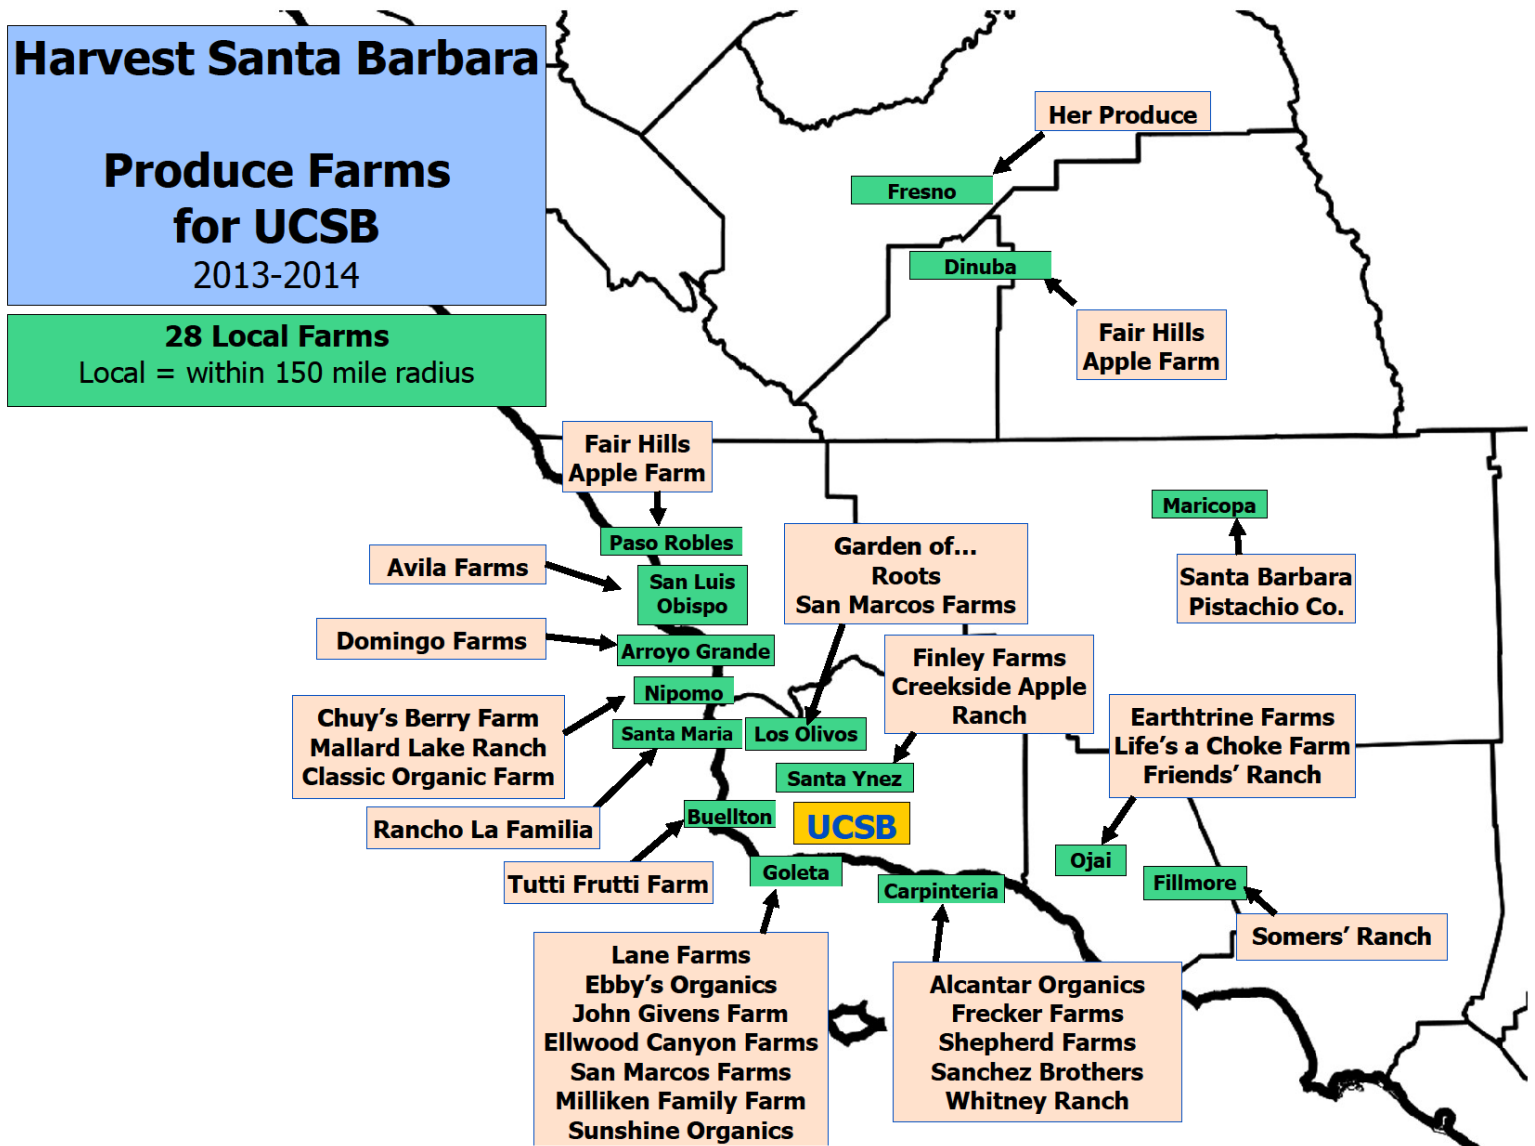 Harvest Santa Barbara
Produce Farms
for UCSB
2013-2014
28 Local Farms
Local = within 150 mile radius
Her Produce
Fresno
Dinuba
Fair Hills
Apple Farm
Fair Hills
Apple Farm
Paso Robles
Avila Farms
San Luis
Obispo
Domingo Farms
Arroyo Grande
Nipomo
Chuy's Berry Farm
Mallard Lake Ranch
Classic Organic Farm
Santa Maria
Rancho La Familia
Garden of...
Roots
San Marcos Farms
Los Olivos
Finley Farms
Creekside Apple
Ranch
Santa Ynez
UCSB
Maricopa
Santa Barbara
Pistachio Co.
Earthtrine Farms
Life's a Choke Farm
Friends' Ranch
Ojai
Fillmore
Somers' Ranch
Buellton
Tutti Frutti Farm
Goleta
Carpinteria
Lane Farms
Ebby's Organics
John Givens Farm
Ellwood Canyon Farms
San Marcos Farms
Milliken Family Farm
Sunshine Organics
Alcantar Organics
Frecker Farms
Shepherd Farms
Sanchez Brothers
Whitney Ranch